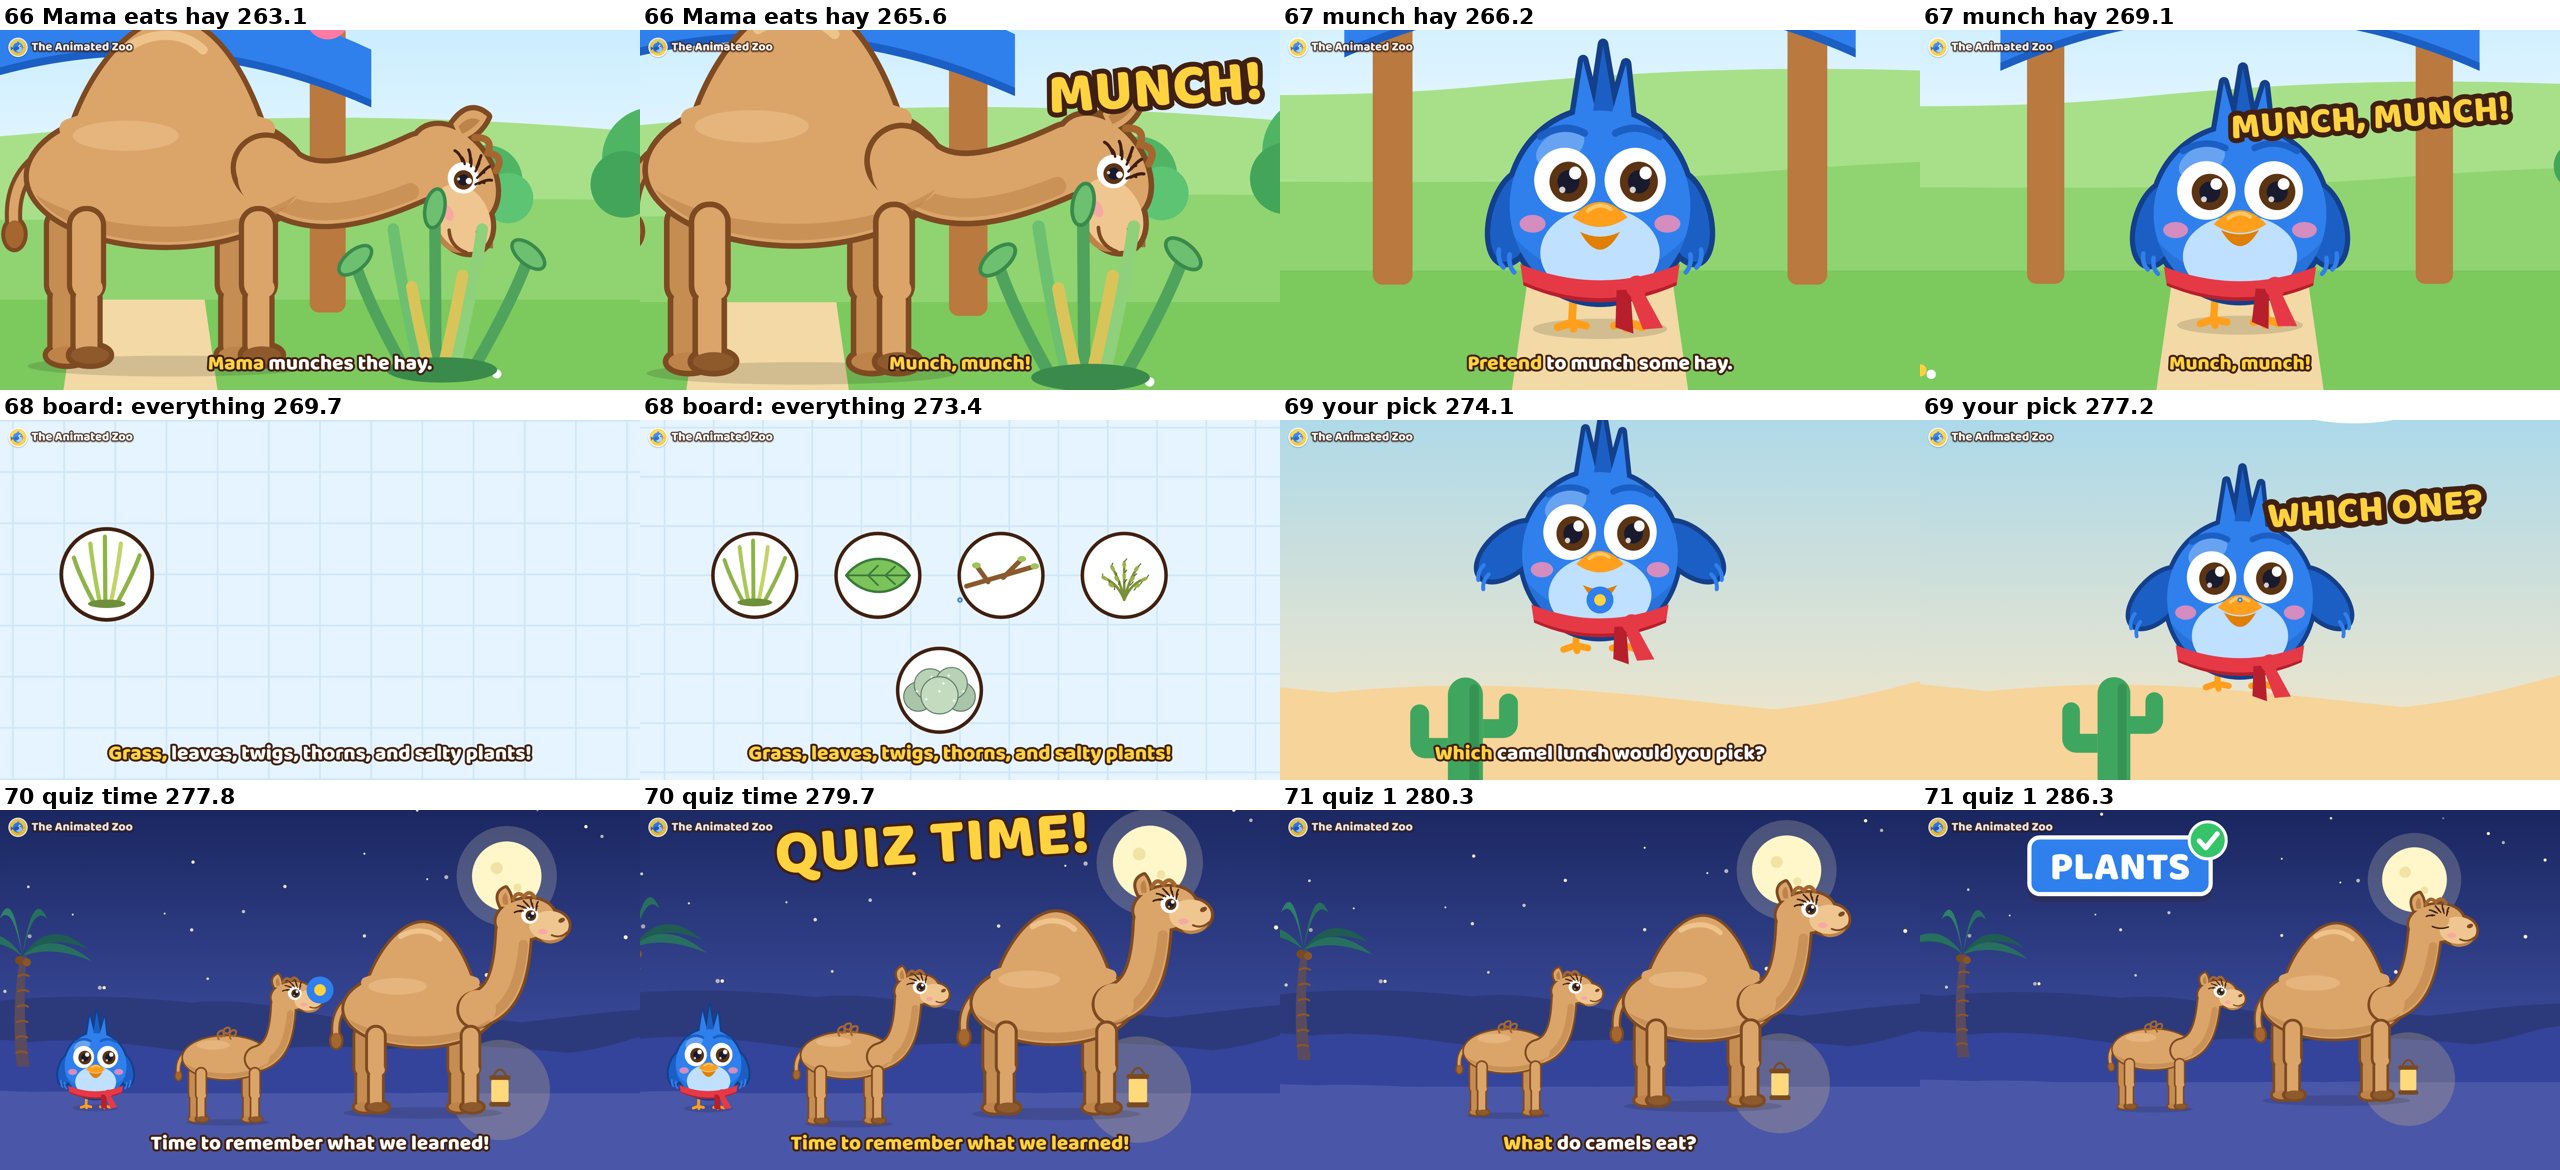 66 Mama eats hay 263.1
The Animated Zoo
Mama munches the hay.
66 Mama eats hay 265.6
The Animated Zoo
MUNCH!
Munch, munch!
67 munch hay 266.2
The Animated Zoo
Pretend to munch some hay.
67 munch hay 269.1
The Animated Zoo
MUNCH, MUNCH!
Munch, munch!
68 board: everything 269.7
The Animated Zoo
Grass, leaves, twigs, thorns, and salty plants!
68 board: everything 273.4
The Animated Zoo
Grass, leaves, twigs, thorns, and salty plants!
69 your pick 274.1
The Animated Zoo
Which camel lunch would you pick?
69 your pick 277.2
The Animated Zoo
WHICH ONE?
70 quiz time 277.8
The Animated Zoo
Time to remember what we learned!
70 quiz time 279.7
The Animated Zoo
QUIZ TIME!
Time to remember what we learned!
71 quiz 1 280.3
The Animated Zoo
What do camels eat?
71 quiz 1 286.3
The Animated Zoo
PLANTS